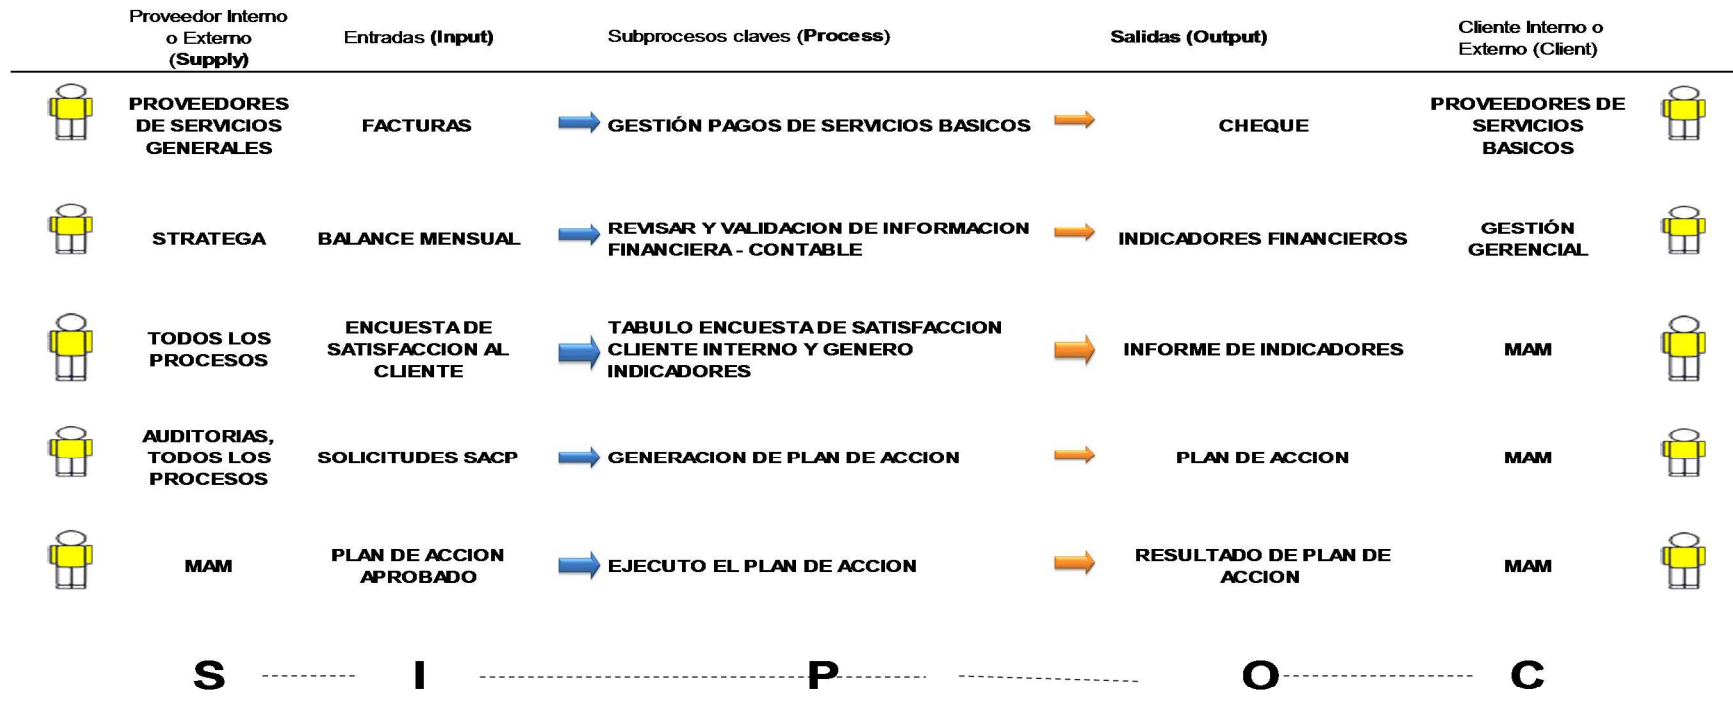 Proveedor Interno
o Externo
(Supply)
Entradas (Input)
Subprocesos claves (Process)
Salidas (Output)
Cliente Interno o
Externo (Client)
PROVEEDORES
DE SERVICIOS
GENERALES
FACTURAS
GESTIÓN PAGOS DE SERVICIOS BASICOS
CHEQUE
PROVEEDORES DE
SERVICIOS
BASICOS
STRATEGA
BALANCE MENSUAL
REVISAR Y VALIDACION DE INFORMACION
FINANCIERA - CONTABLE
INDICADORES FINANCIEROS
GESTIÓN
GERENCIAL
TODOS LOS
PROCESOS
ENCUESTA DE
SATISFACCION AL
CLIENTE
TABULO ENCUESTA DE SATISFACCION
CLIENTE INTERNO Y GENERO
INDICADORES
INFORME DE INDICADORES
MAM
AUDITORIAS,
TODOS LOS
PROCESOS
SOLICITUDES SACP
GENERACION DE PLAN DE ACCION
PLAN DE ACCION
MAM
MAM
PLAN DE ACCION
APROBADO
EJECUTO EL PLAN DE ACCION
RESULTADO DE PLAN DE
ACCION
MAM
S I P O C